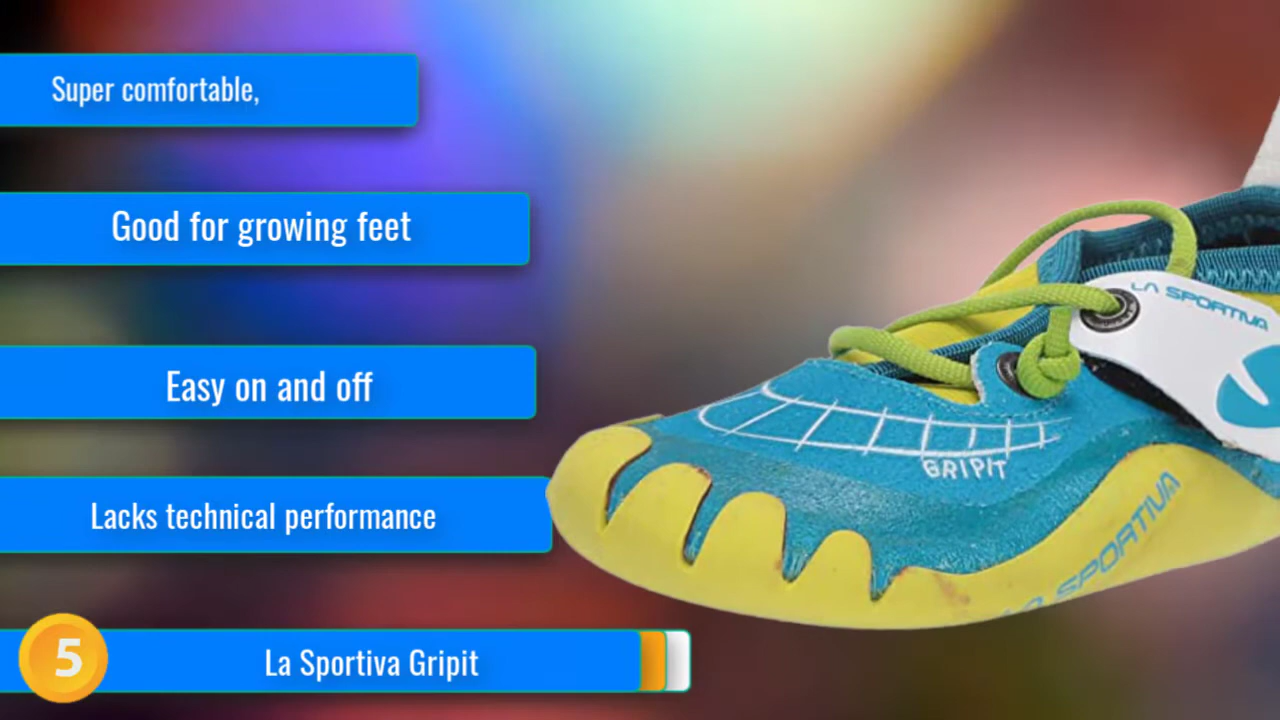 Super comfortable,
Good for growing feet
Easy on and off
Lacks technical performance
5
La Sportiva Gripit
LA SPORTIVA
GRIPIT
LA SPORTIVA